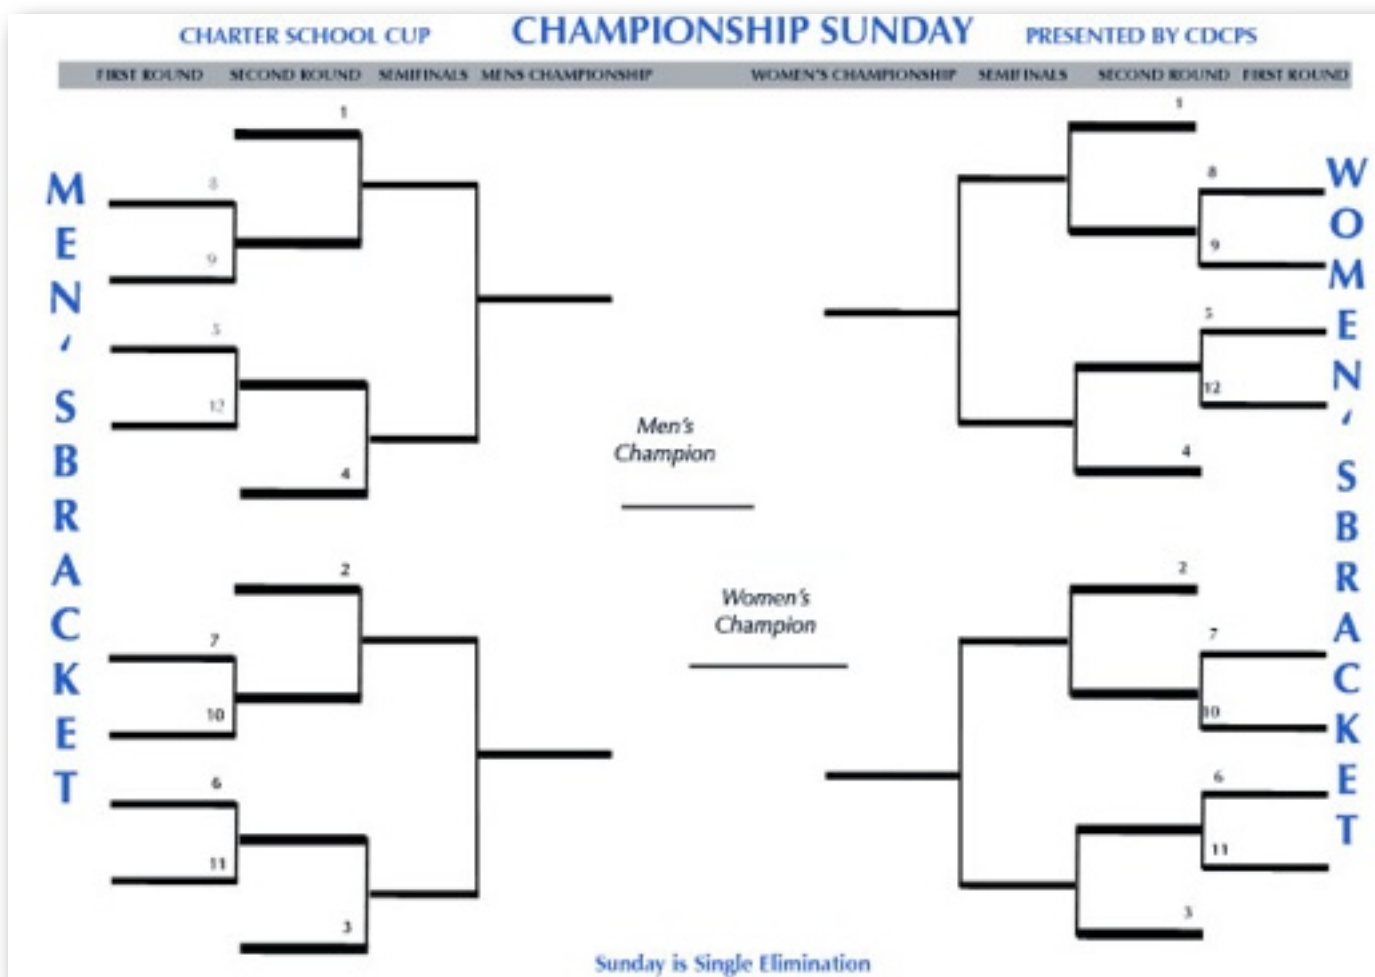 CHARTER SCHOOL CUP CHAMPIONSHIP SUNDAY PRESENTED BY CDCPS
FIRST ROUND SECOND ROUND SEMIFINALS MENS CHAMPIONSHIP WOMEN'S CHAMPIONSHIP SEMIFINALS SECOND ROUND FIRST ROUND
MEN'S BRACKET
1
8
9
5
12
4
2
7
10
6
11
3
Men's
Champion
Women's
Champion
1
8
9
5
12
4
2
7
10
6
11
3
WOMEN'S BRACKET
Sunday is Single Elimination